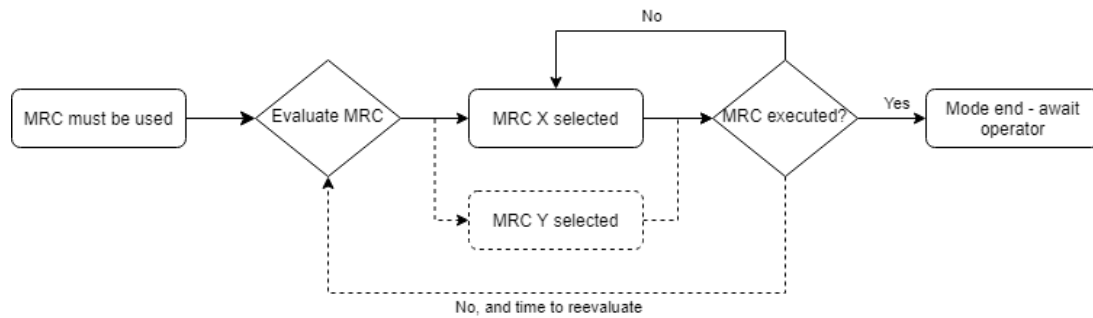 No
MRC must be used
Evaluate MRC
MRC X selected
MRC executed?
Yes
Mode end - await
operator
MRC Y selected
No, and time to reevaluate